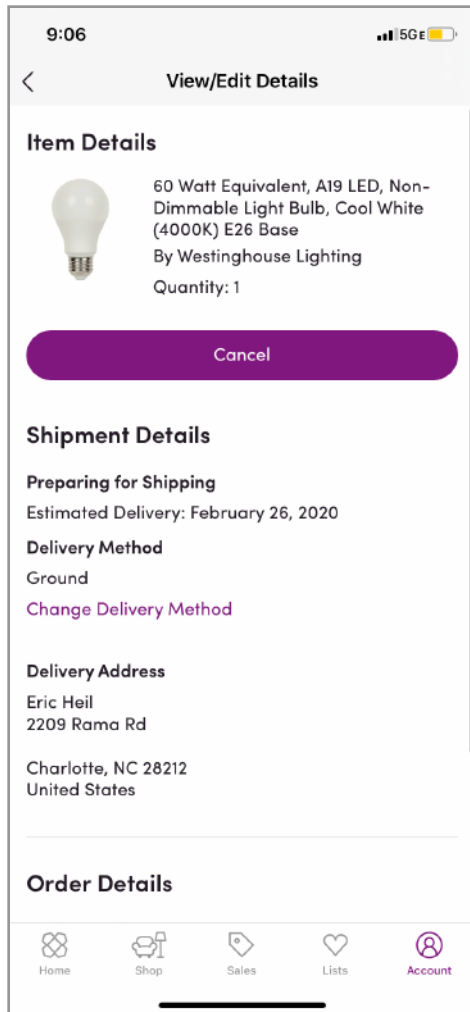 9:06
5GE
View/Edit Details
Item Details
60 Watt Equivalent, A19 LED, Non-
Dimmable Light Bulb, Cool White
(4000K) E26 Base
By Westinghouse Lighting
Quantity: 1
Cancel
Shipment Details
Preparing for Shipping
Estimated Delivery: February 26, 2020
Delivery Method
Ground
Change Delivery Method
Delivery Address
Eric Heil
2209 Rama Rd
Charlotte, NC 28212
United States
Order Details
Home Shop Sales Lists Account